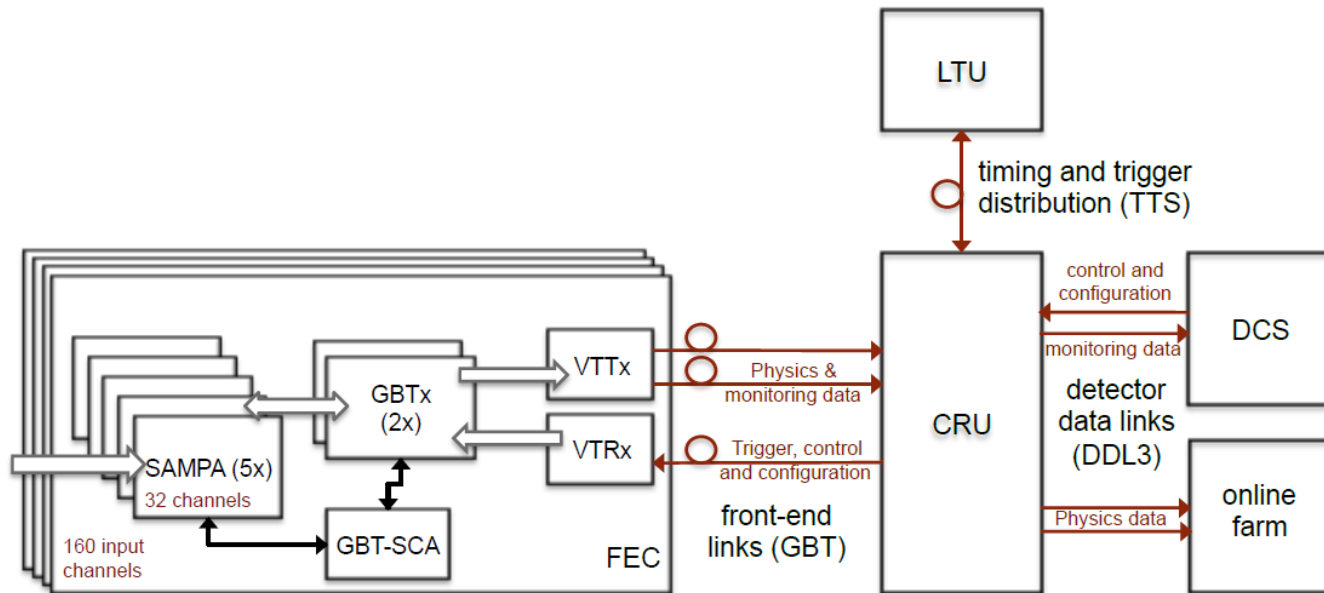 LTU
timing and trigger
distribution (TTS)
SAMPA (5x)
32 channels
160 input
channels
GBTx
(2x)
GBT-SCA
VTTx
VTRx
FEC
Physics &
monitoring data
Trigger, control
and configuration
front-end
links (GBT)
CRU
control and
configuration
monitoring data
detector
data links
(DDL3)
Physics data
DCS
online
farm